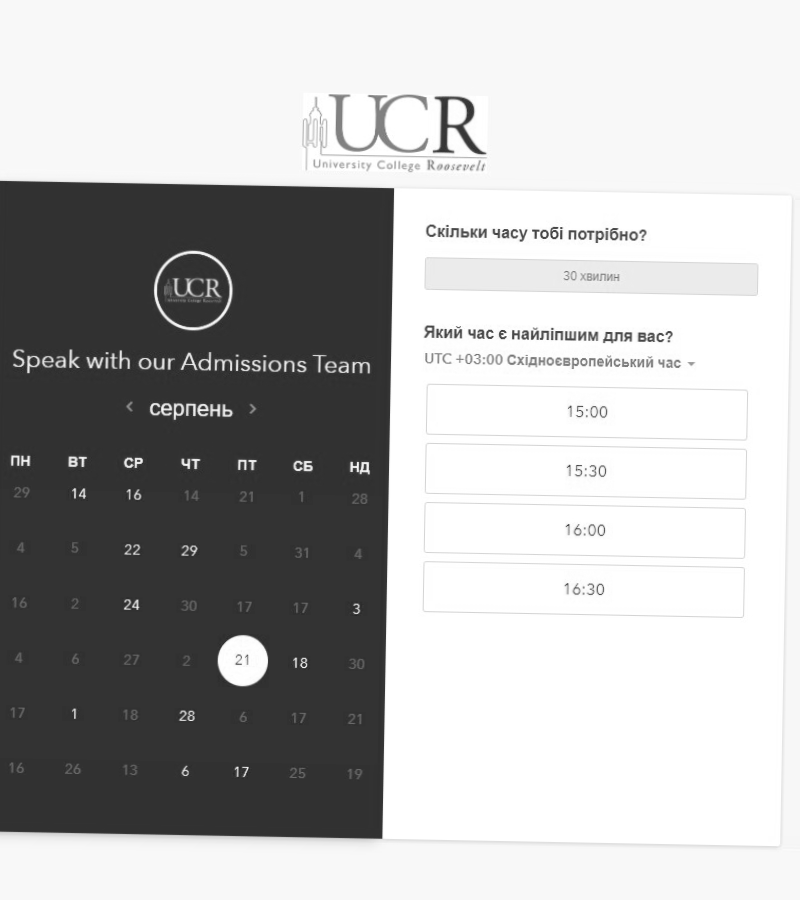 UCR
University College Roosevelt
UCR
University College Roosevelt
Speak with our Admissions Team
серпень
ПН ВТ СР ЧТ ПТ СБ НД
29 14 16 14 21 1 28
4 5 22 29 5 31 4
16 2 24 30 17 17 3
4 6 27 2 21 18 30
17 1 18 28 6 17 21
16 26 13 6 17 25 19
Скільки часу тобі потрібно?
30 хвилин
Який час є найліпшим для вас?
UTC +03:00 Східноєвропейський час
15:00
15:30
16:00
16:30